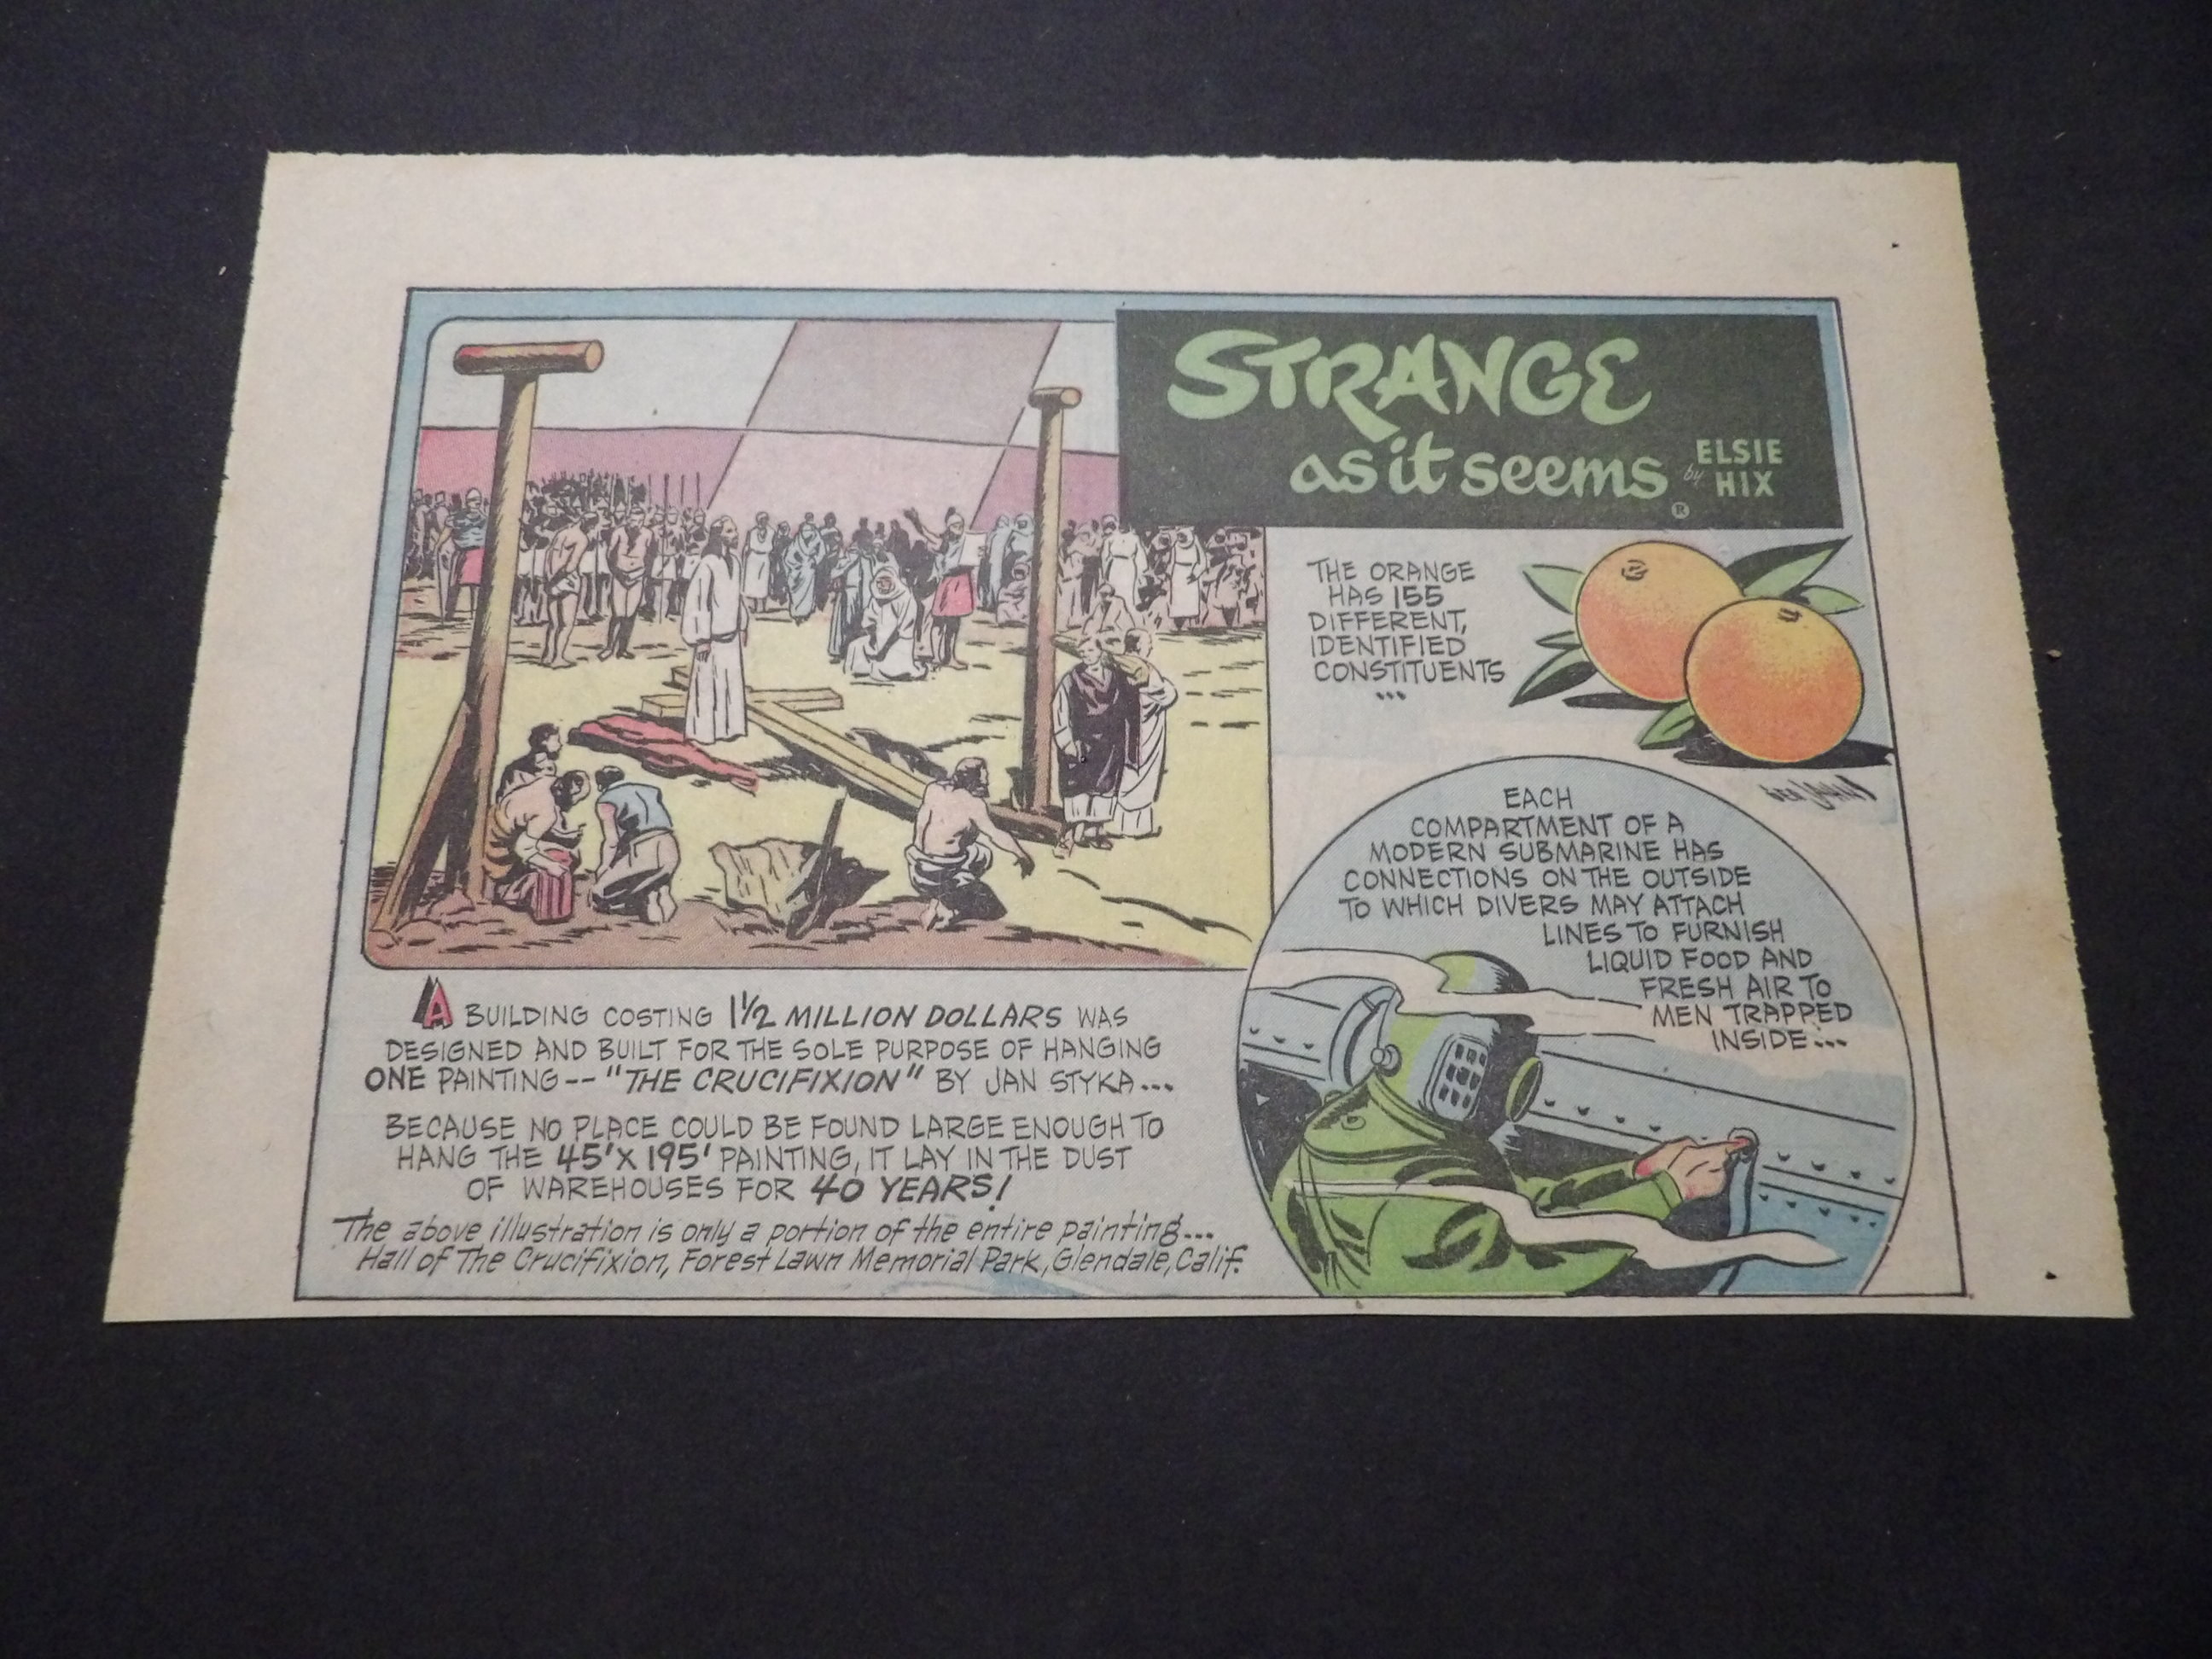 STRANGE
as it seems
by ELSIE
HIX
®
THE ORANGE
HAS 155
DIFFERENT,
IDENTIFIED
CONSTITUENTS
...
EACH
COMPARTMENT OF A
MODERN SUBMARINE HAS
CONNECTIONS ON THE OUTSIDE
TO WHICH DIVERS MAY ATTACH
LINES TO FURNISH
LIQUID FOOD AND
FRESH AIR TO
MEN TRAPPED
INSIDE...
A BUILDING COSTING 1½ MILLION DOLLARS WAS
DESIGNED AND BUILT FOR THE SOLE PURPOSE OF HANGING
ONE PAINTING -- "THE CRUCIFIXION" BY JAN STYKA...
BECAUSE NO PLACE COULD BE FOUND LARGE ENOUGH TO
HANG THE 45' X 195' PAINTING, IT LAY IN THE DUST
OF WAREHOUSES FOR 40 YEARS!
The above illustration is only a portion of the entire painting...
Hall of The Crucifixion, Forest Lawn Memorial Park, Glendale, Calif.